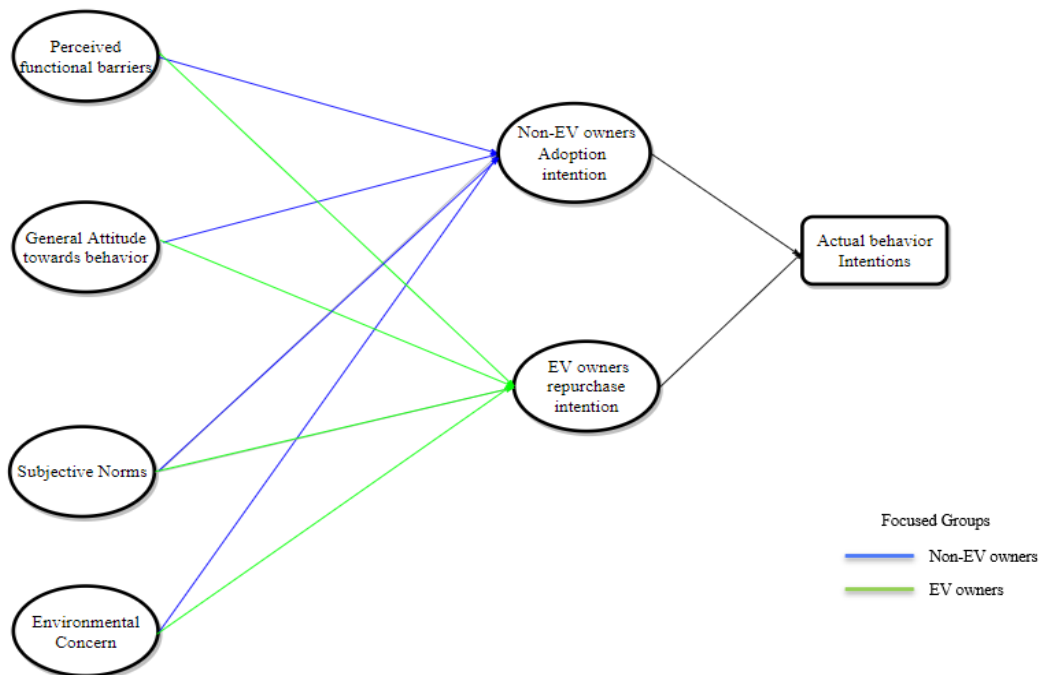 Perceived
functional barriers
Non-EV owners
Adoption
intention
General Attitude
towards behavior
Actual behavior
Intentions
EV owners
repurchase
intention
Subjective Norms
Focused Groups
Non-EV owners
EV owners
Environmental
Concern